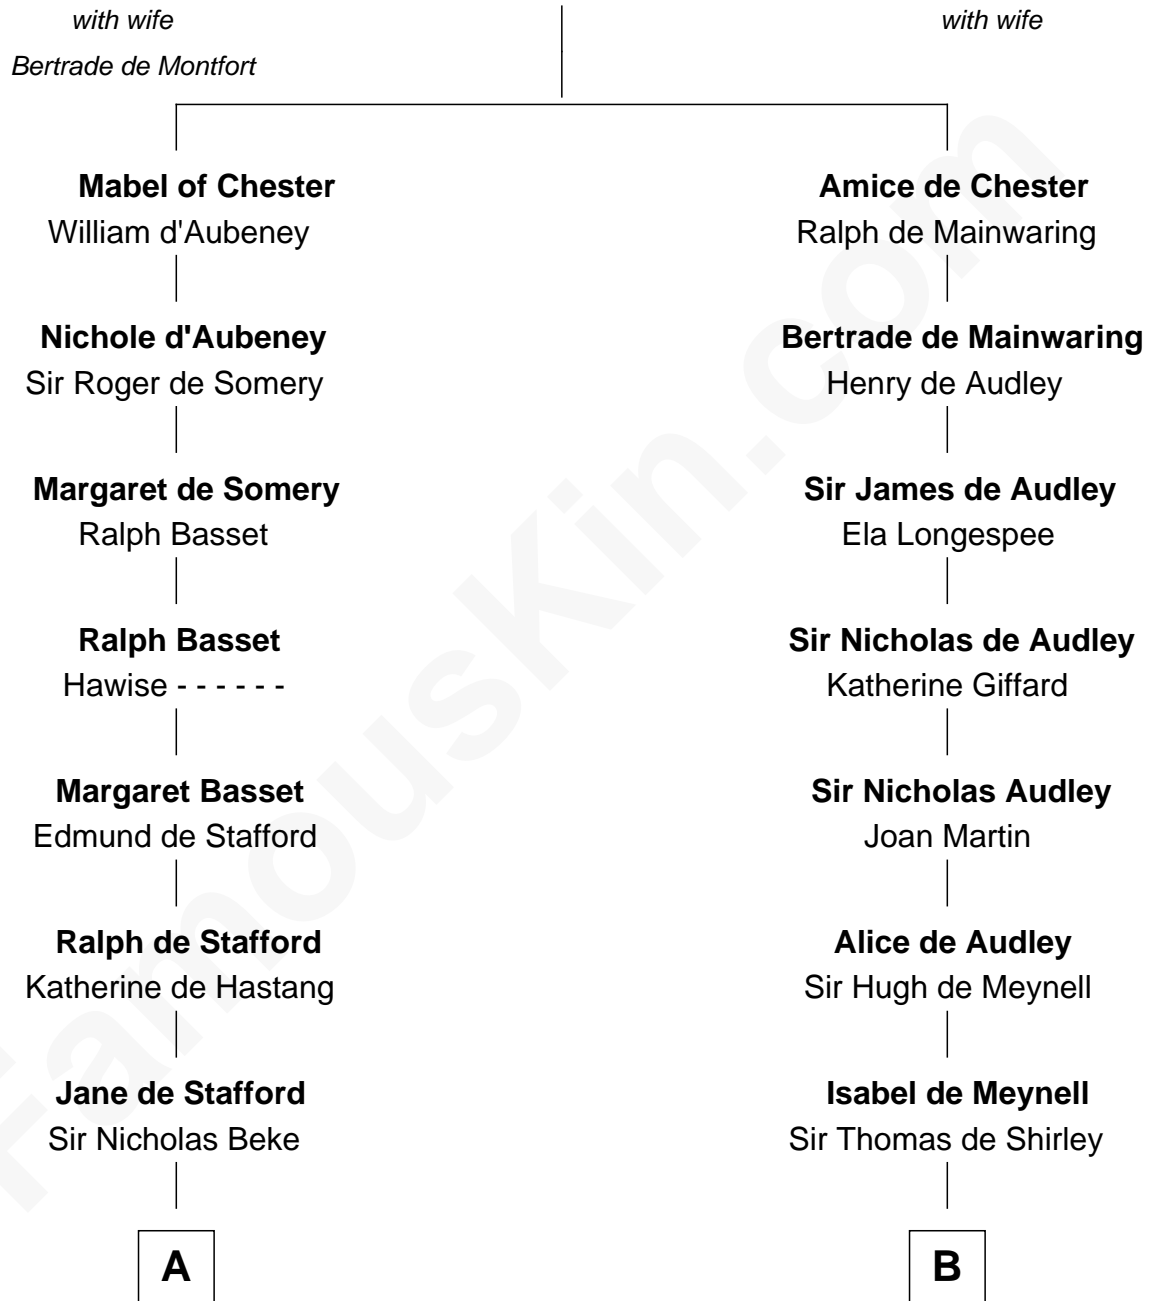 with wife
with wife
Bertrade de Montfort
Mabel of Chester
Amice de Chester
William d'Aubeney
Ralph de Mainwaring
Nichole d'Aubeney
Bertrade de Mainwaring
Sir Roger de Somery
Henry de Audley
Margaret de Somery
Sir James de Audley
Ralph Basset
Ela Longespee
Ralph Basset
Sir Nicholas de Audley
Hawise - - - - - -
Katherine Giffard
Margaret Basset
Sir Nicholas Audley
Edmund de Stafford
Joan Martin
Ralph de Stafford
Alice de Audley
Katherine de Hastang
Sir Hugh de Meynell
Jane de Stafford
Isabel de Meynell
Sir Nicholas Beke
Sir Thomas de Shirley
A
B
FamousKin.com